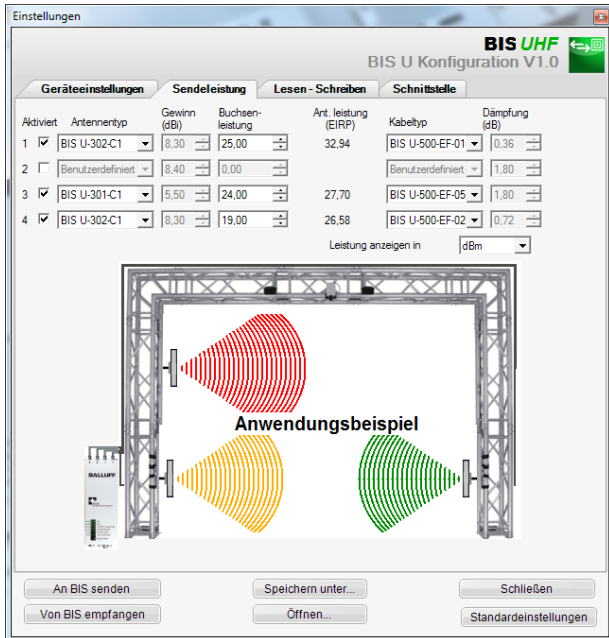 Einstellungen
BIS UHF
BIS U Konfiguration V1.0
Geräteeinstellungen Sendeleistung Lesen - Schreiben Schnittstelle
Aktiviert Antennentyp Gewinn (dBi) Buchsen-leistung Ant. leistung (EIRP) Kabeltyp Dämpfung (dB)
1 BIS U-302-C1 8,30 25,00 32,94 BIS U-500-EF-01 0,36
2 Benutzerdefiniert 8,40 0,00 Benutzerdefiniert 1,80
3 BIS U-301-C1 5,50 24,00 27,70 BIS U-500-EF-05 1,80
4 BIS U-302-C1 8,30 19,00 26,58 BIS U-500-EF-02 0,72
Leistung anzeigen in dBm
Anwendungsbeispiel
BALLUFF
An BIS senden Speichern unter... Schließen
Von BIS empfangen Öffnen... Standardeinstellungen